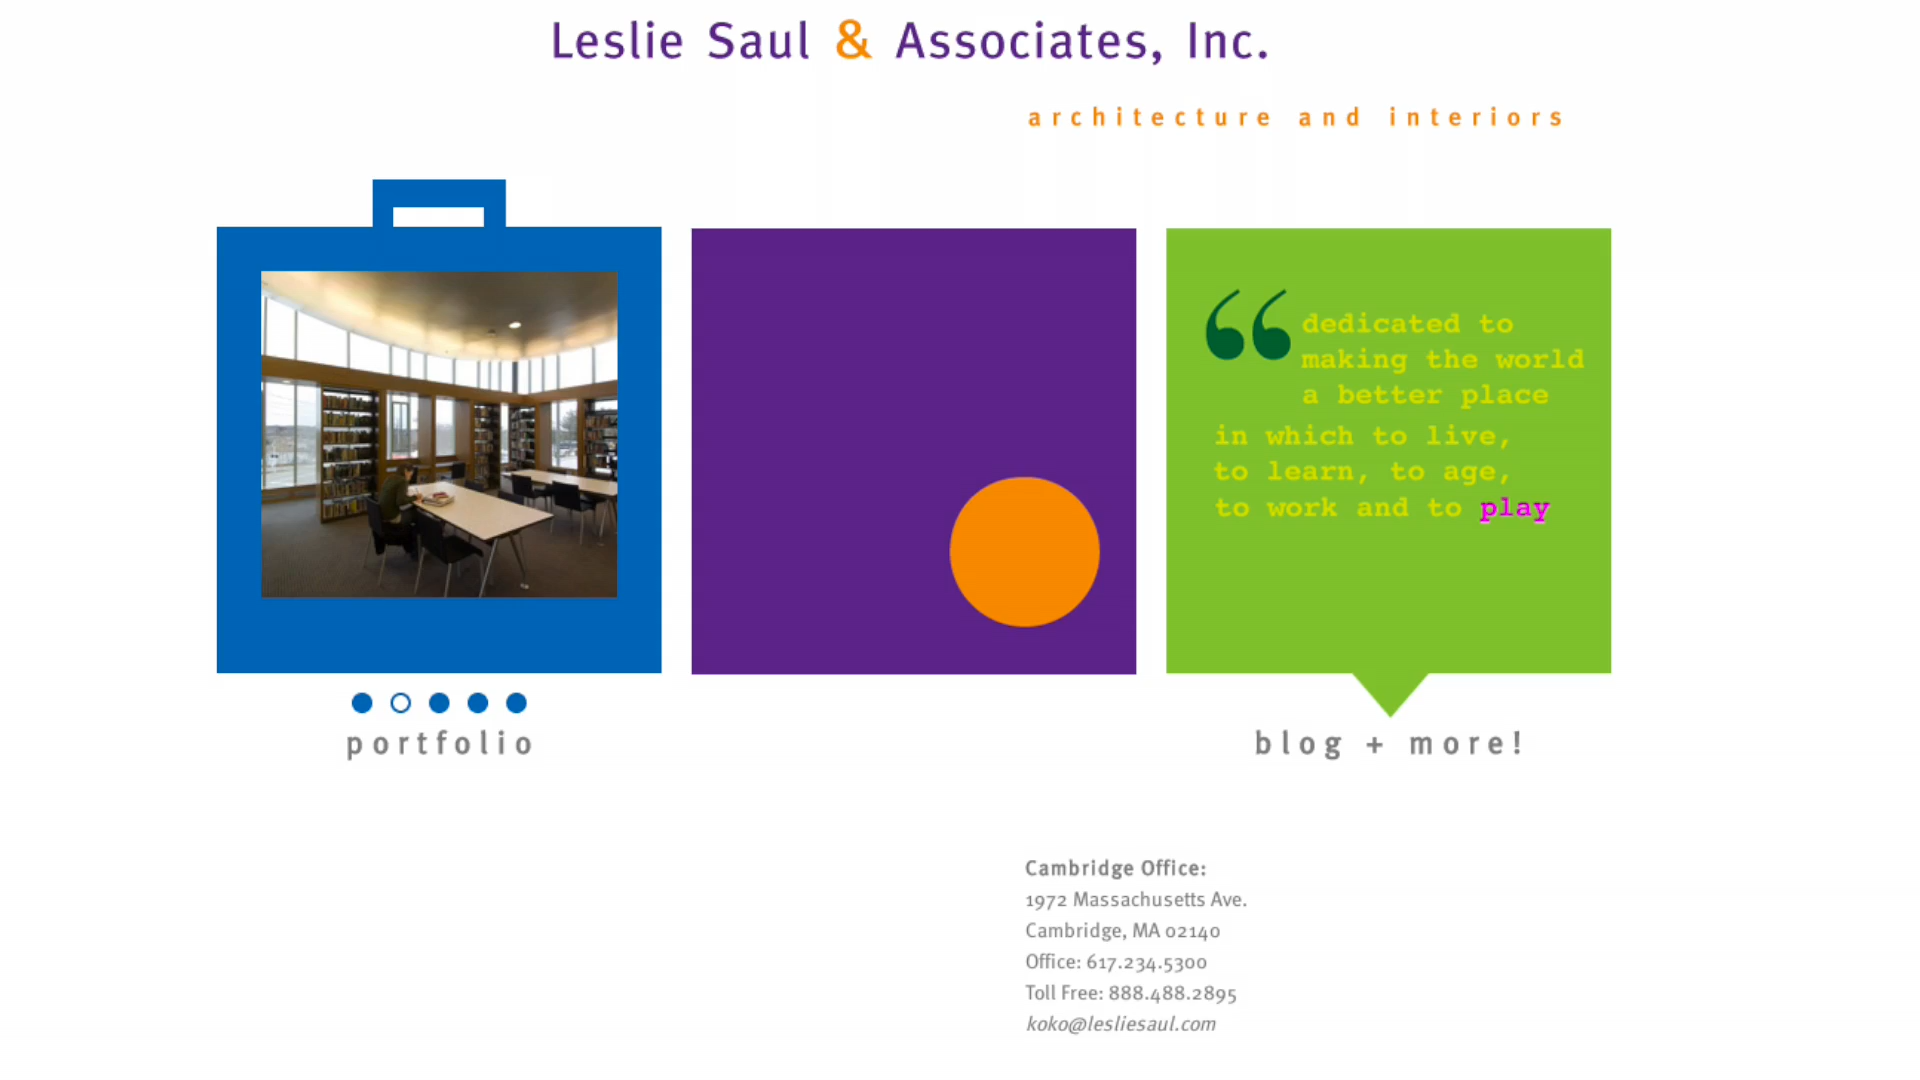 Leslie Saul & Associates, Inc.
architecture and interiors
“dedicated to
making the world
a better place
in which to live,
to learn, to age,
to work and to play
portfolio
blog + more!
Cambridge Office:
1972 Massachusetts Ave.
Cambridge, MA 02140
Office: 617.234.5300
Toll Free: 888.488.2895
koko@lesliesaul.com